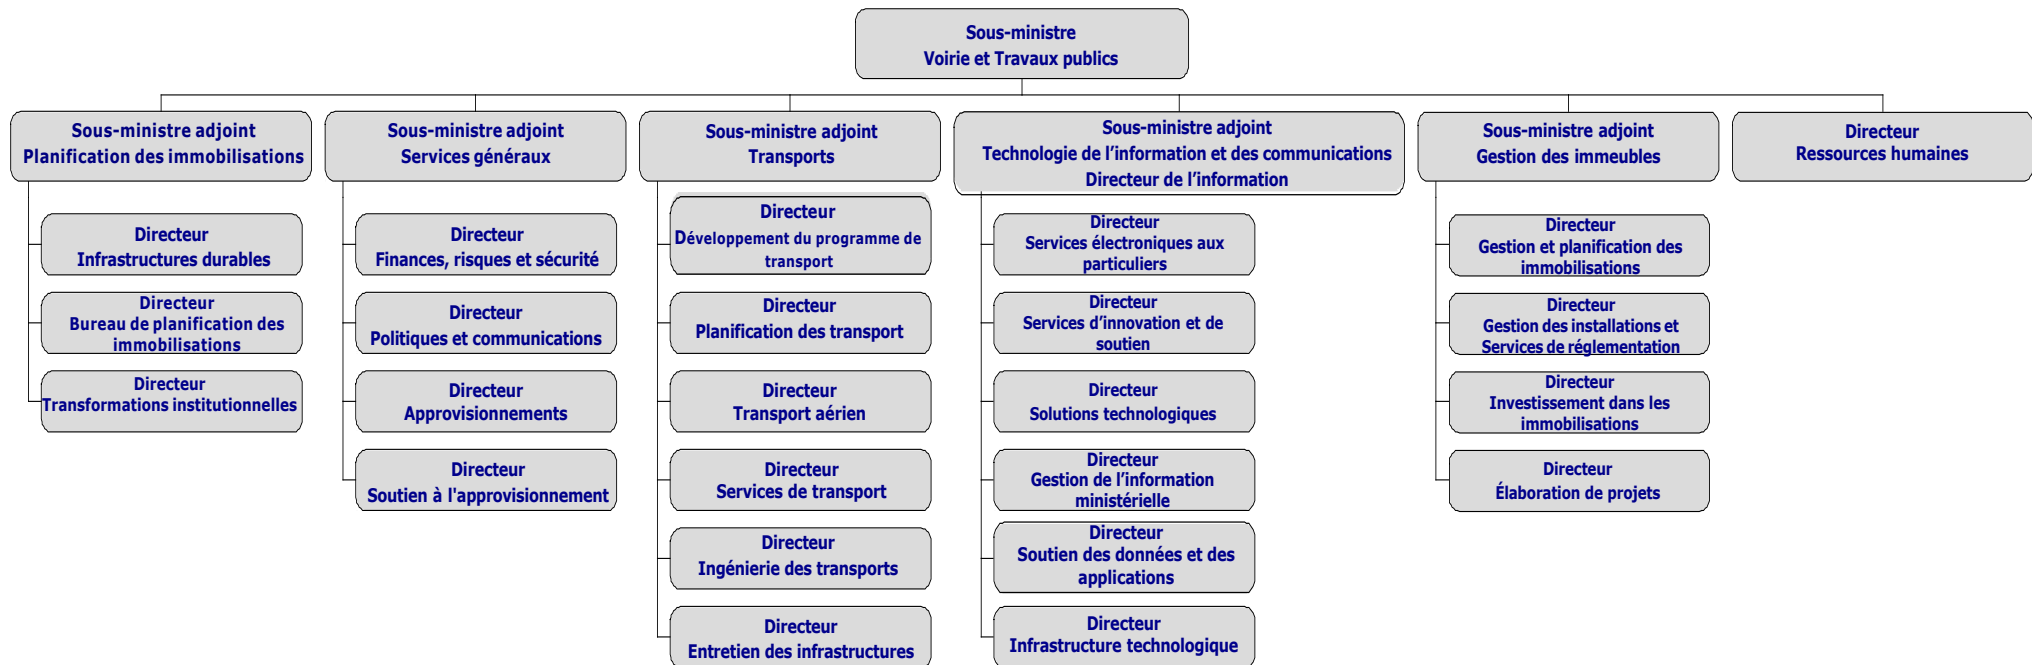 Sous-ministre
Voirie et Travaux publics
Sous-ministre adjoint
Planification des immobilisations
Directeur
Infrastructures durables
Directeur
Bureau de planification des
immobilisations
Directeur
Transformations institutionnelles
Sous-ministre adjoint
Services généraux
Directeur
Finances, risques et sécurité
Directeur
Politiques et communications
Directeur
Approvisionnements
Directeur
Soutien à l'approvisionnement
Sous-ministre adjoint
Transports
Directeur
Développement du programme de
transport
Directeur
Planification des transport
Directeur
Transport aérien
Directeur
Services de transport
Directeur
Ingénierie des transports
Directeur
Entretien des infrastructures
Sous-ministre adjoint
Technologie de l’information et des communications
Directeur de l’information
Directeur
Services électroniques aux
particuliers
Directeur
Services d’innovation et de
soutien
Directeur
Solutions technologiques
Directeur
Gestion de l’information
ministérielle
Directeur
Soutien des données et des
applications
Directeur
Infrastructure technologique
Sous-ministre adjoint
Gestion des immeubles
Directeur
Gestion et planification des
immobilisations
Directeur
Gestion des installations et
Services de réglementation
Directeur
Investissement dans les
immobilisations
Directeur
Élaboration de projets
Directeur
Ressources humaines